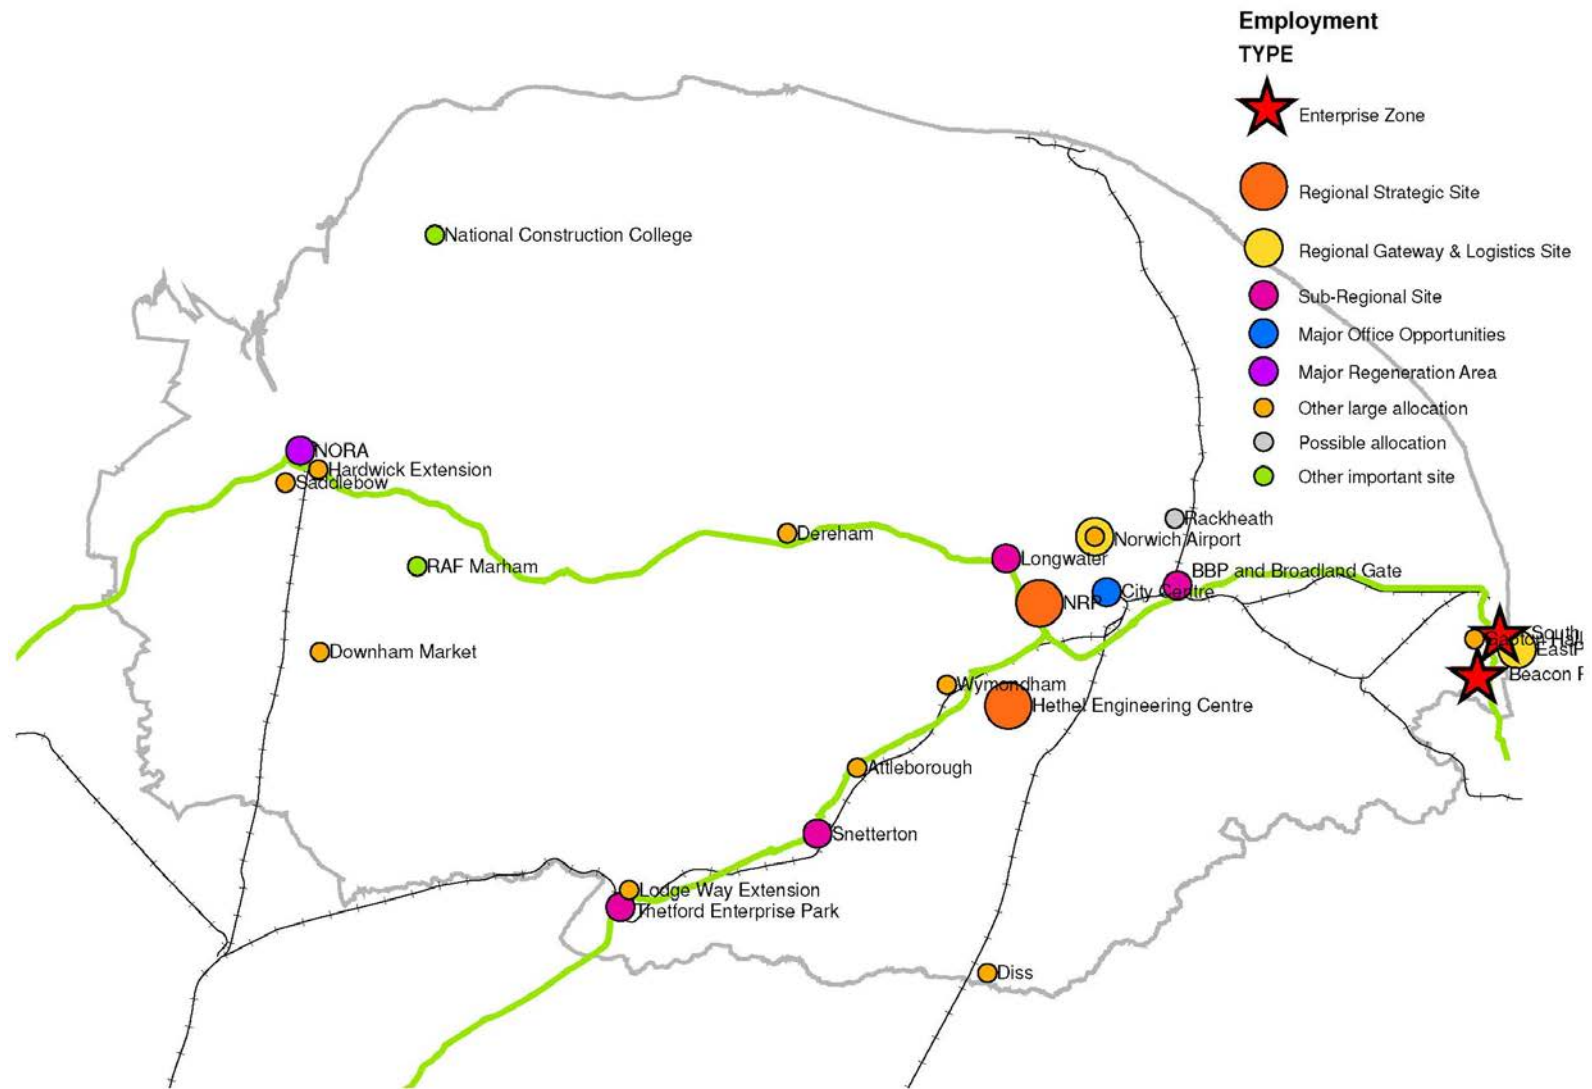 Employment
TYPE
Enterprise Zone
Regional Strategic Site
Regional Gateway & Logistics Site
Sub-Regional Site
Major Office Opportunities
Major Regeneration Area
Other large allocation
Possible allocation
Other important site
National Construction College
NORA
Hardwick Extension
Saddlebow
Rackheath
Dereham
Norwich Airport
Longwater
RAF Marham
BBP and Broadland Gate
City Centre
NRP
South
Downham Market
Wymondham
Beacon
Hethel Engineering Centre
Attleborough
Snetterton
Lodge Way Extension
Thetford Enterprise Park
Diss